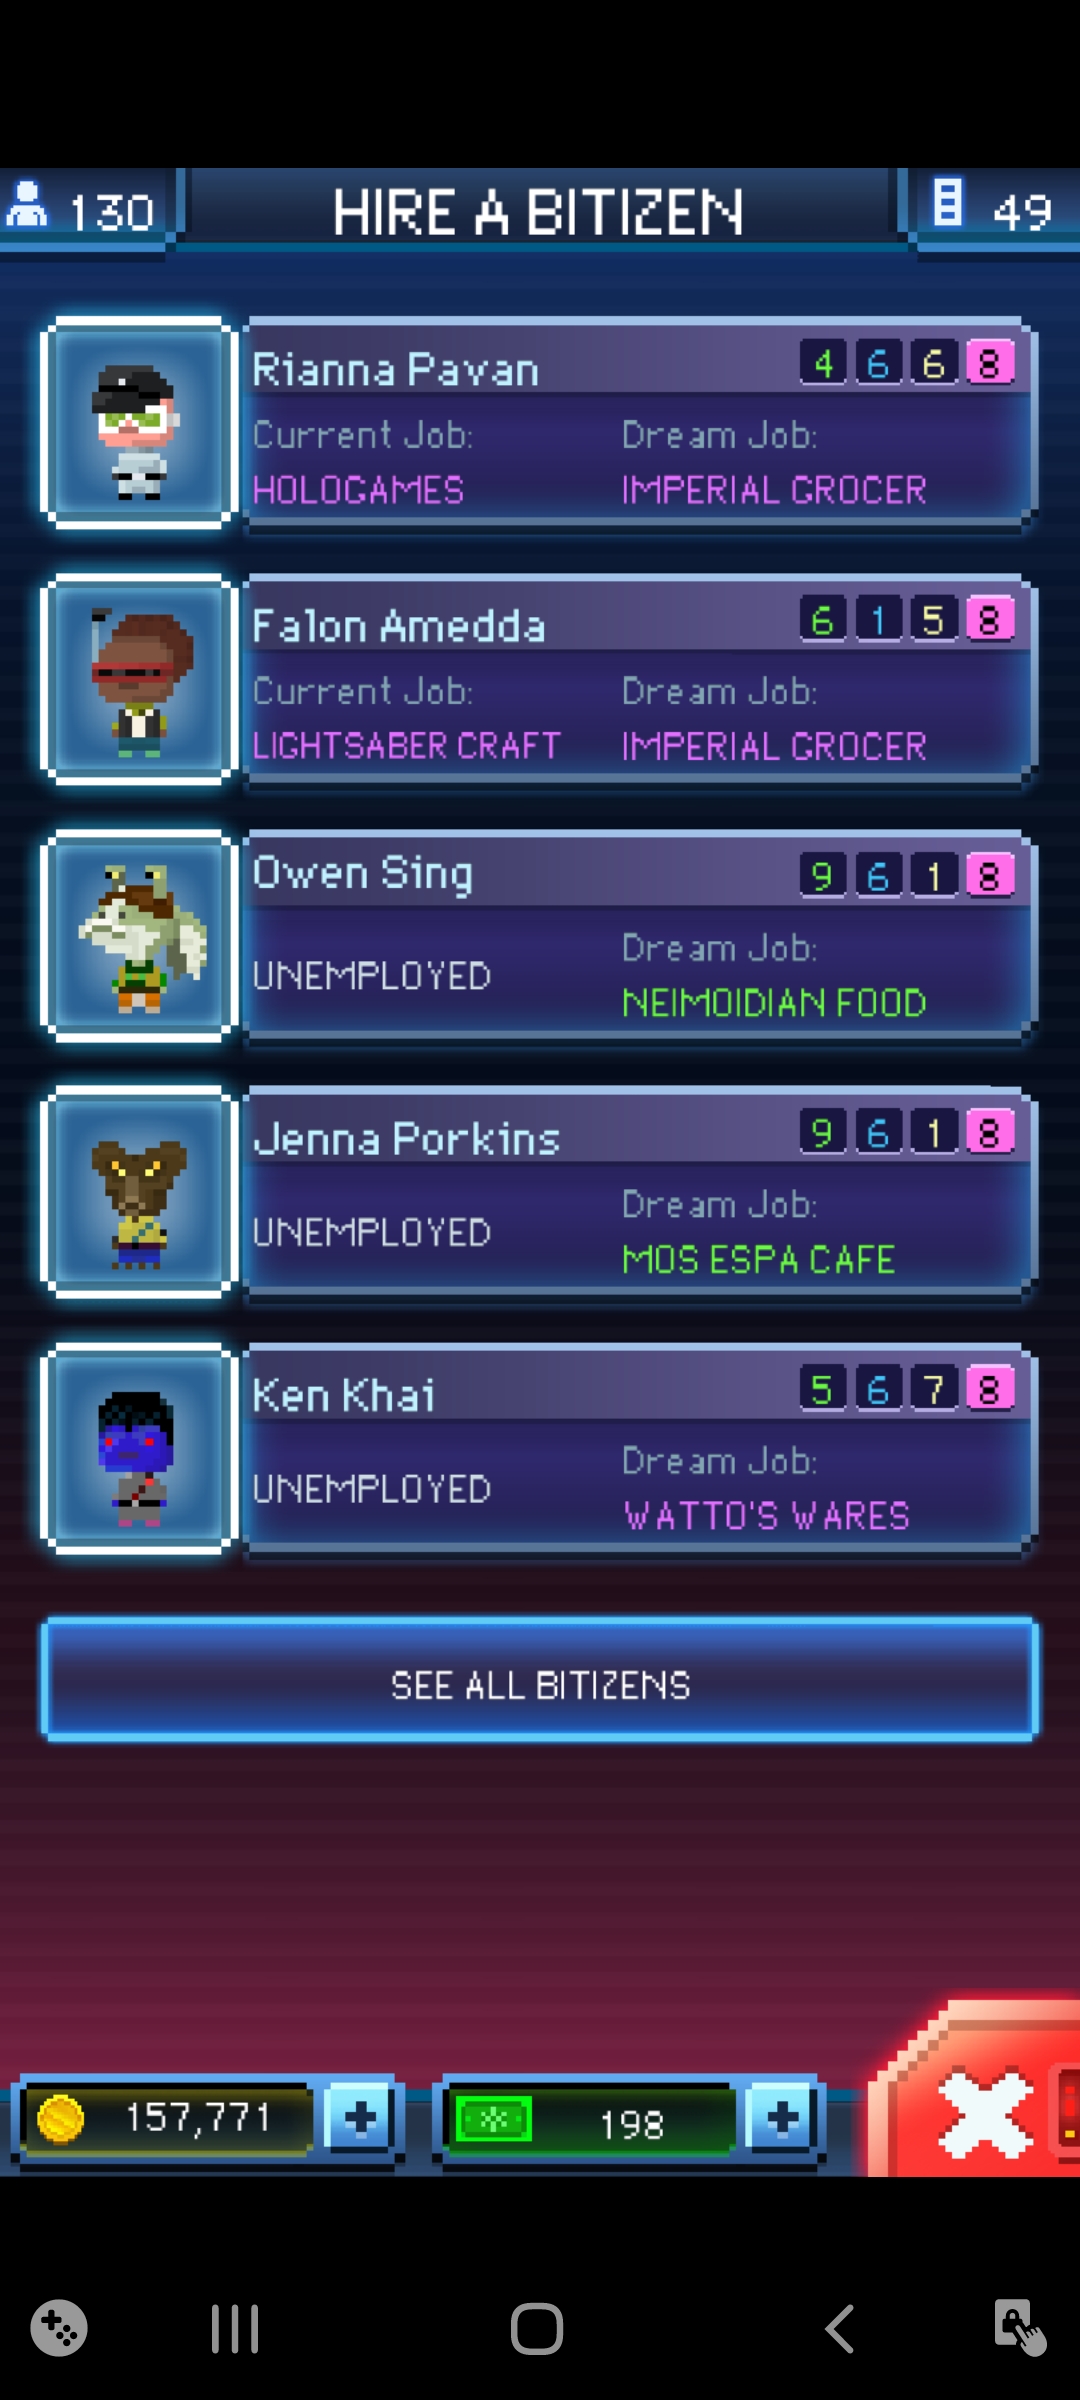 130 HIRE A BITIZEN 49
Rianna Pavan 4 6 6 8
Current Job: Dream Job:
HOLOGAMES IMPERIAL GROCER
Falon Amedda 6 1 5 8
Current Job: Dream Job:
LIGHTSABER CRAFT IMPERIAL GROCER
Owen Sing 9 6 1 8
Dream Job:
UNEMPLOYED
NEIMOIDIAN FOOD
Jenna Porkins 9 6 1 8
Dream Job:
UNEMPLOYED
MOS ESPA CAFE
Ken Khai 5 6 7 8
Dream Job:
UNEMPLOYED
WATTO'S WARES
SEE ALL BITIZENS
157,771 + 198 +